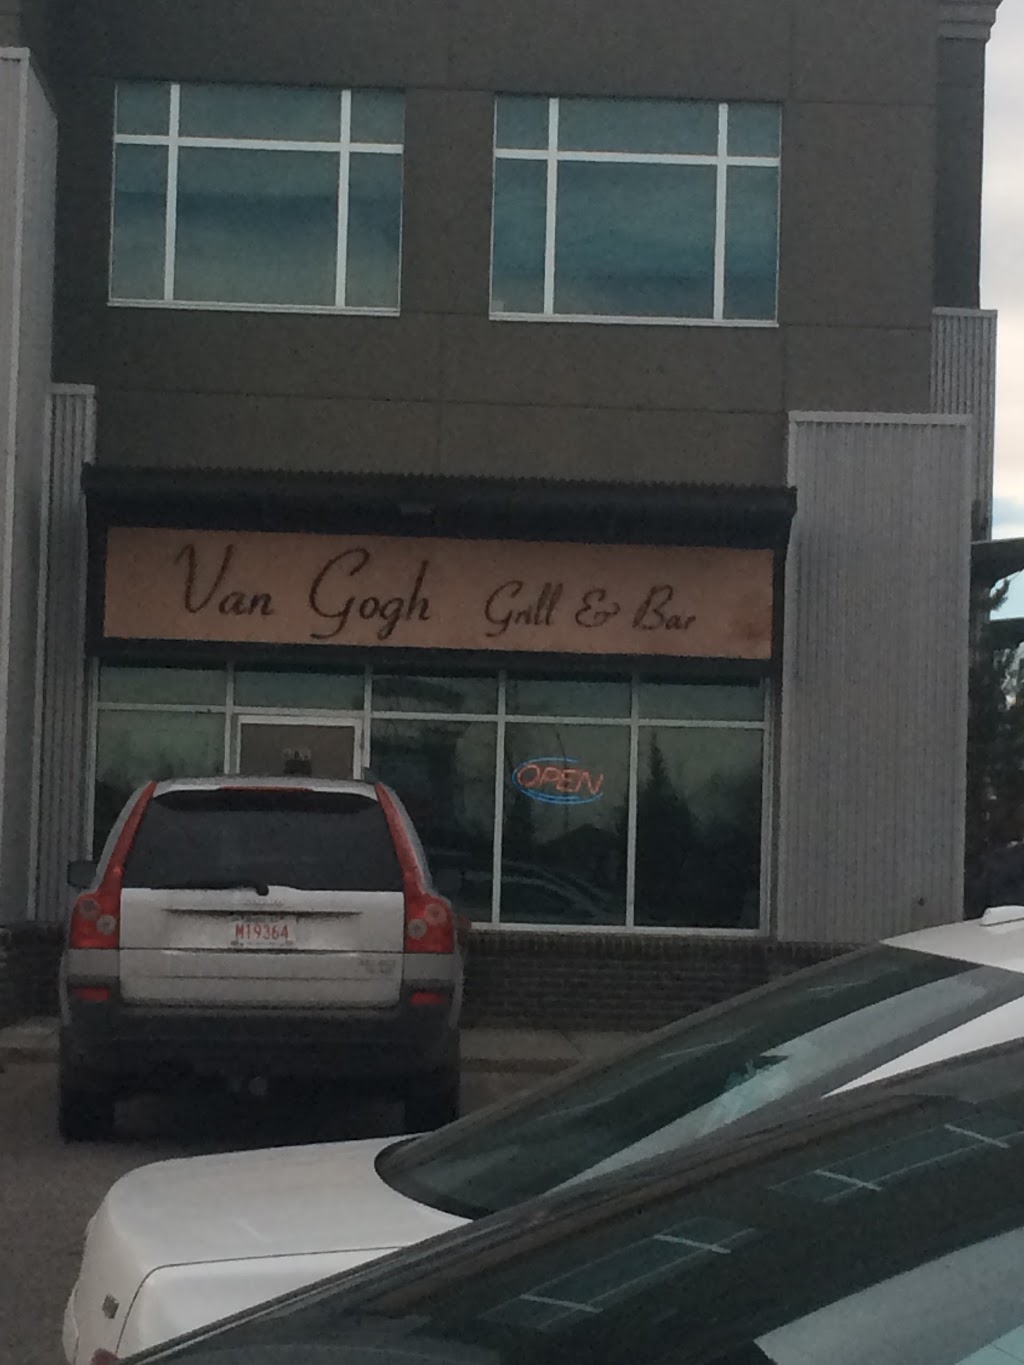 Van Gogh Grill & Bar
OPEN
M19364